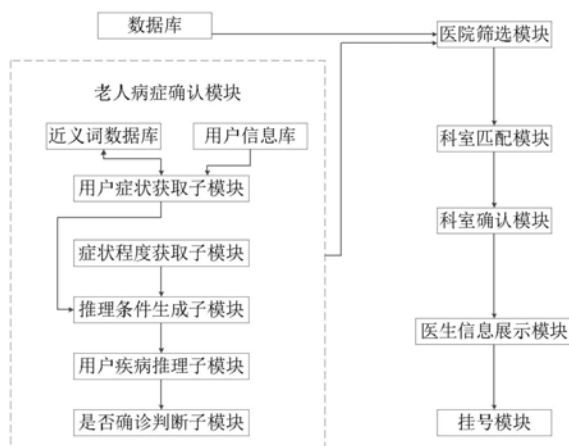 数据库
医院筛选模块
老人病症确认模块
近义词数据库
用户信息库
科室匹配模块
用户症状获取子模块
科室确认模块
症状程度获取子模块
推理条件生成子模块
医生信息展示模块
用户疾病推理子模块
是否确诊判断子模块
挂号模块